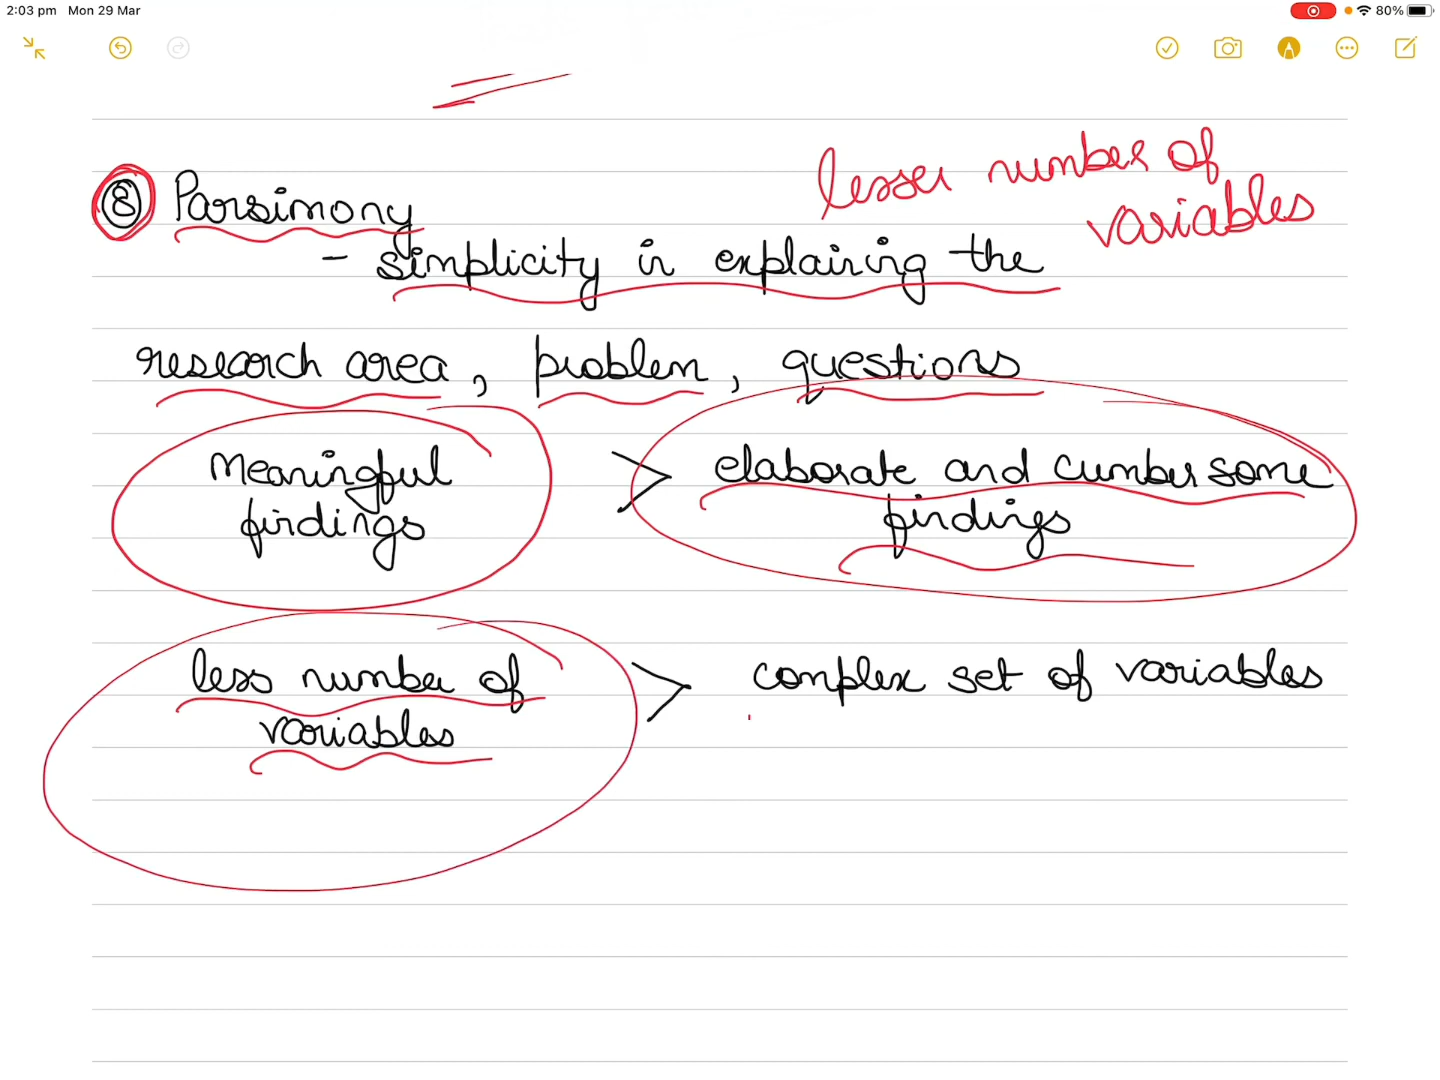 2:03 pm Mon 29 Mar
80%
lesser number of
variables
8 Parsimony
- simplicity in explaining the
research area, problem, questions
Meaningful > elaborate and cumbersome
findings findings
less number of > complex set of variables
variables